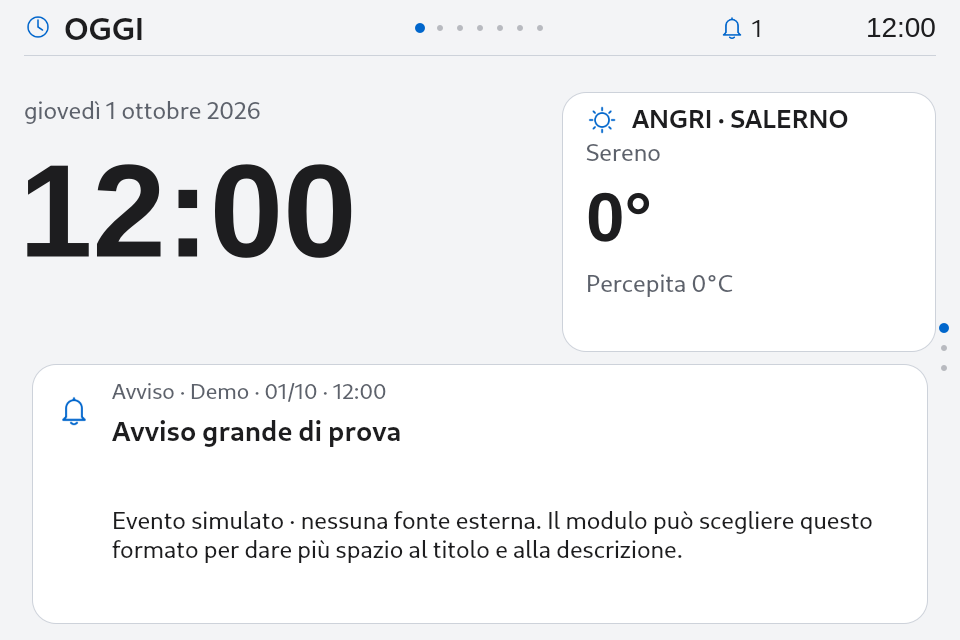 OGGI
1
12:00
giovedì 1 ottobre 2026
12:00
ANGRI · SALERNO
Sereno
0°
Percepita 0°C
Avviso · Demo · 01/10 · 12:00
Avviso grande di prova
Evento simulato · nessuna fonte esterna. Il modulo può scegliere questo
formato per dare più spazio al titolo e alla descrizione.